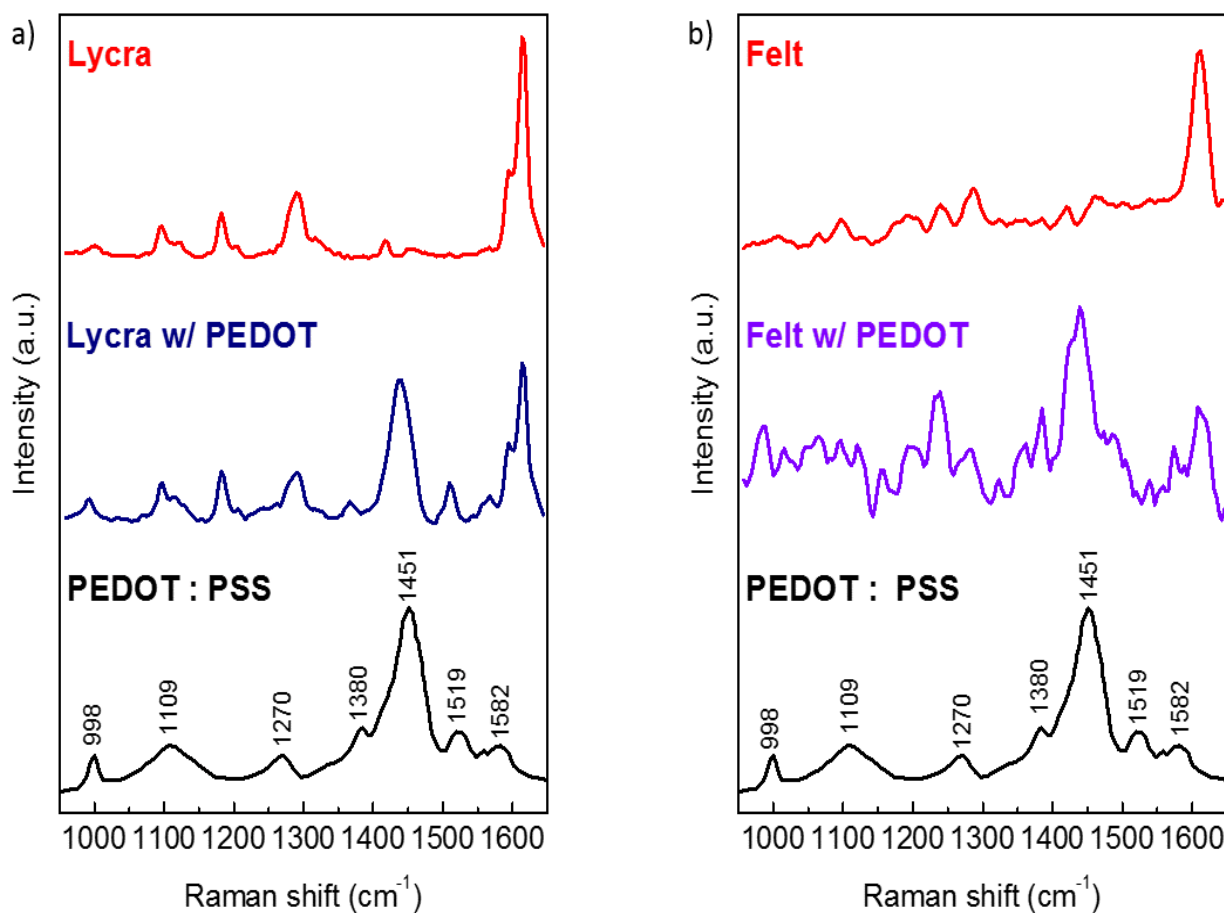 a)
Lycra
Lycra w/ PEDOT
PEDOT : PSS
998
1109
1270
1380
1451
1519
1582
Intensity (a.u.)
1000 1100 1200 1300 1400 1500 1600
Raman shift (cm⁻¹)
b)
Felt
Felt w/ PEDOT
PEDOT : PSS
998
1109
1270
1380
1451
1519
1582
Intensity (a.u.)
1000 1100 1200 1300 1400 1500 1600
Raman shift (cm⁻¹)